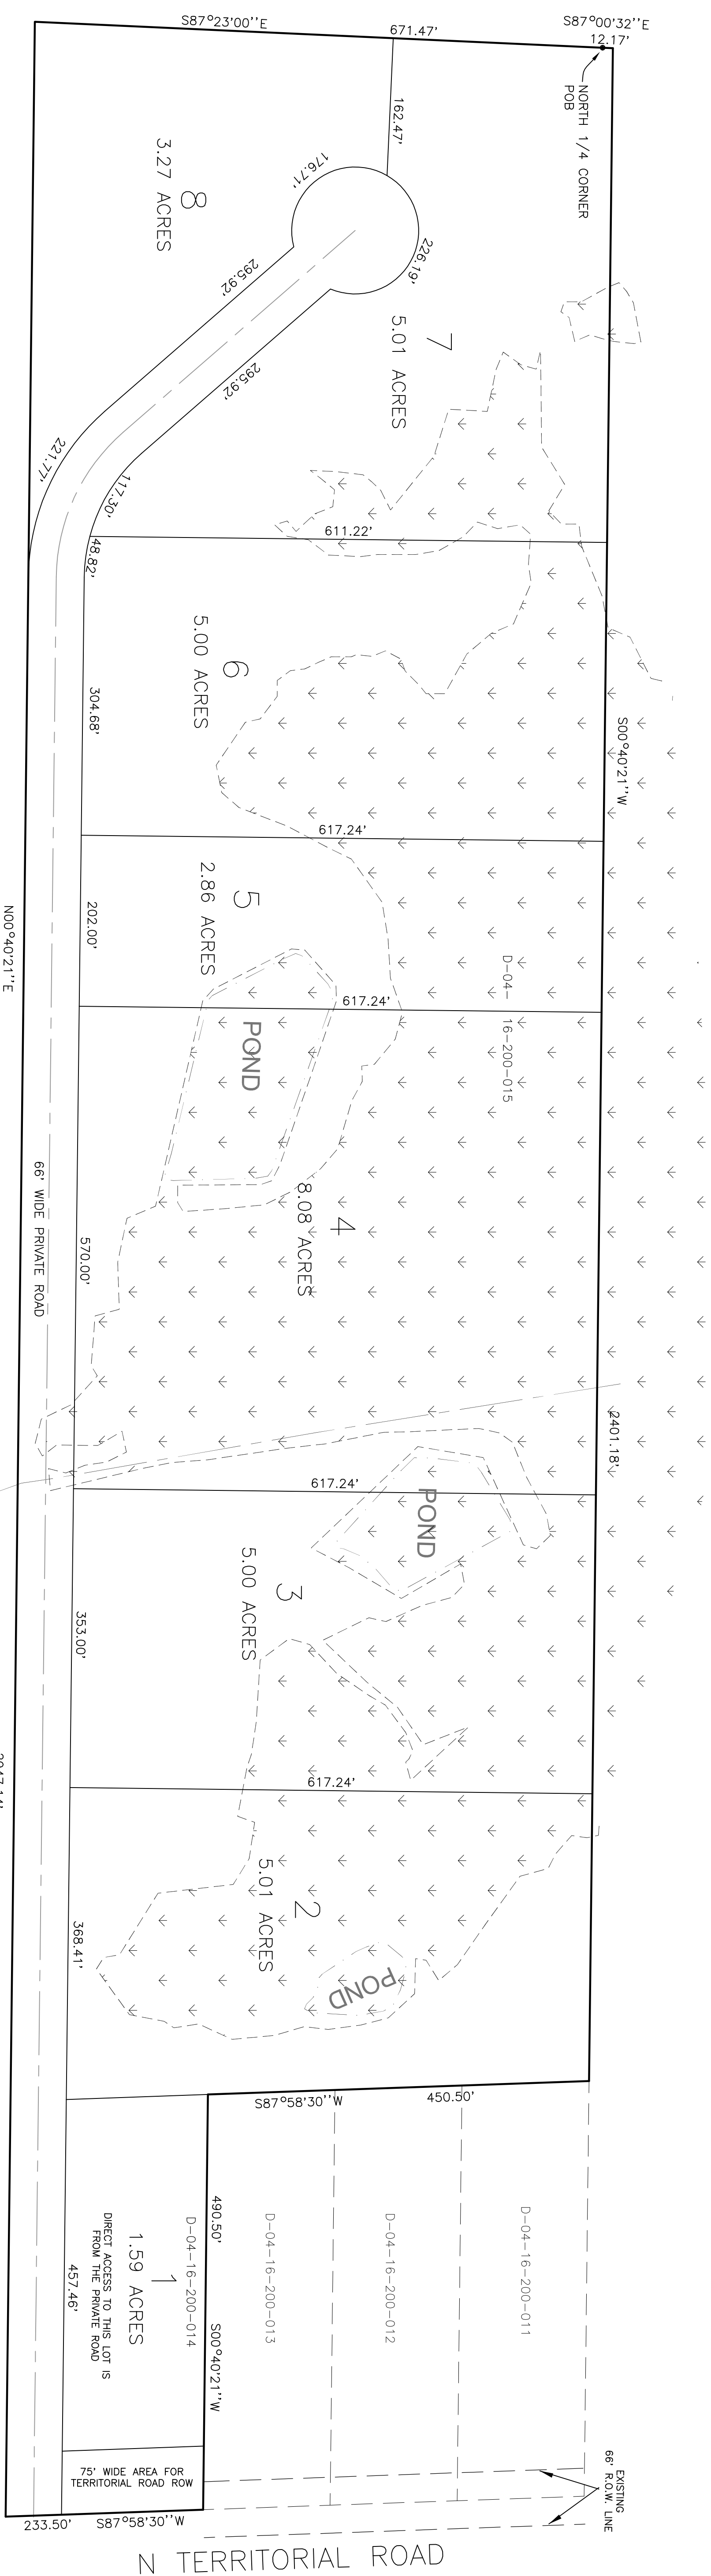 S87°23'00''E
671.47'
S87°00'32''E
12.17'
NORTH 1/4 CORNER
POB
162.47'
176.71'
226.19'
8
3.27 ACRES
295.92'
295.92'
7
5.01 ACRES
221.77'
117.30'
48.82'
611.22'
6
5.00 ACRES
304.68'
S00°40'21''W
617.24'
5
2.86 ACRES
202.00'
N00°40'21''E
D-04-
16-200-015
617.24'
POND
4
8.08 ACRES
66' WIDE PRIVATE ROAD
570.00'
2401.18'
617.24'
POND
3
5.00 ACRES
353.00'
617.24'
2
5.01 ACRES
POND
368.41'
S87°58'30''W
450.50'
490.50'
S00°40'21''W
D-04-16-200-014
D-04-16-200-013
D-04-16-200-012
D-04-16-200-011
1
1.59 ACRES
DIRECT ACCESS TO THIS LOT IS
FROM THE PRIVATE ROAD
457.46'
75' WIDE AREA FOR
TERRITORIAL ROAD ROW
EXISTING
66' R.O.W. LINE
233.50'
S87°58'30''W
N TERRITORIAL ROAD